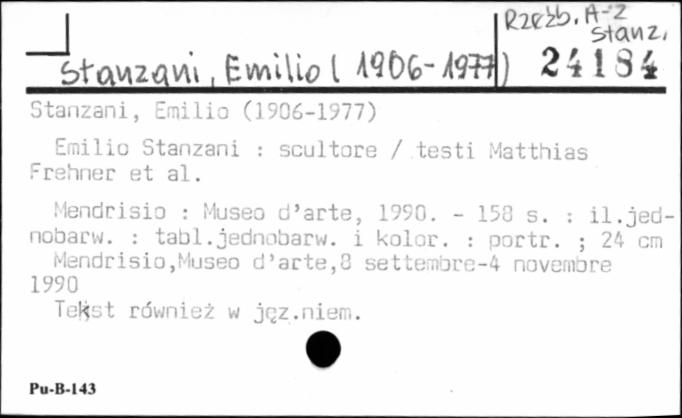 Rzeźb. A-Z
Stanz.
Stanzani, Emilio (1906-1977)
24184
Stanzani, Emilio (1906-1977)
Emilio Stanzani : scultore / testi Matthias
Frehner et al.
Mendrisio : Museo d'arte, 1990. - 158 s. : il.jed-
nobarw. : tabl.jednobarw. i kolor. : portr. ; 24 cm
Mendrisio,Museo d'arte,8 settembre-4 novembre
1990
Tekst również w jęz.niem.
Pu-B-143